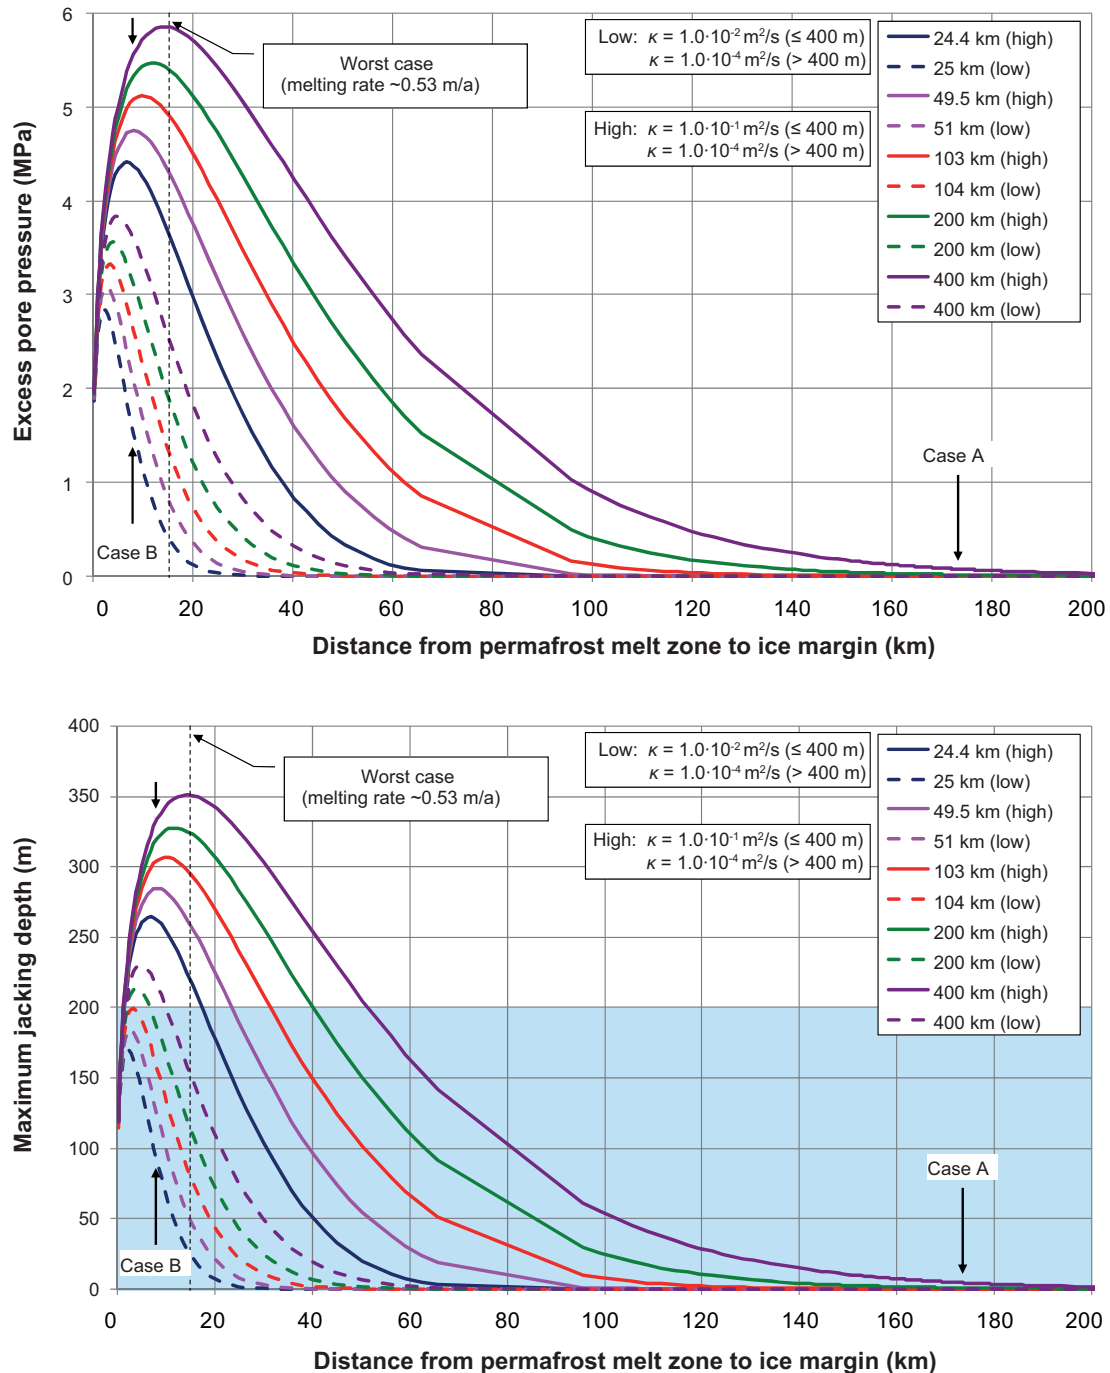 Excess pore pressure (MPa)
6
5
4
3
2
1
0
Worst case
(melting rate ~0.53 m/a)
Low: κ = 1.0·10⁻² m²/s (≤ 400 m)
κ = 1.0·10⁻⁴ m²/s (> 400 m)
High: κ = 1.0·10⁻¹ m²/s (≤ 400 m)
κ = 1.0·10⁻⁴ m²/s (> 400 m)
24.4 km (high)
25 km (low)
49.5 km (high)
51 km (low)
103 km (high)
104 km (low)
200 km (high)
200 km (low)
400 km (high)
400 km (low)
Case A
Case B
0 20 40 60 80 100 120 140 160 180 200
Distance from permafrost melt zone to ice margin (km)
Maximum jacking depth (m)
400
350
300
250
200
150
100
50
0
Worst case
(melting rate ~0.53 m/a)
Low: κ = 1.0·10⁻² m²/s (≤ 400 m)
κ = 1.0·10⁻⁴ m²/s (> 400 m)
High: κ = 1.0·10⁻¹ m²/s (≤ 400 m)
κ = 1.0·10⁻⁴ m²/s (> 400 m)
24.4 km (high)
25 km (low)
49.5 km (high)
51 km (low)
103 km (high)
104 km (low)
200 km (high)
200 km (low)
400 km (high)
400 km (low)
Case A
Case B
0 20 40 60 80 100 120 140 160 180 200
Distance from permafrost melt zone to ice margin (km)